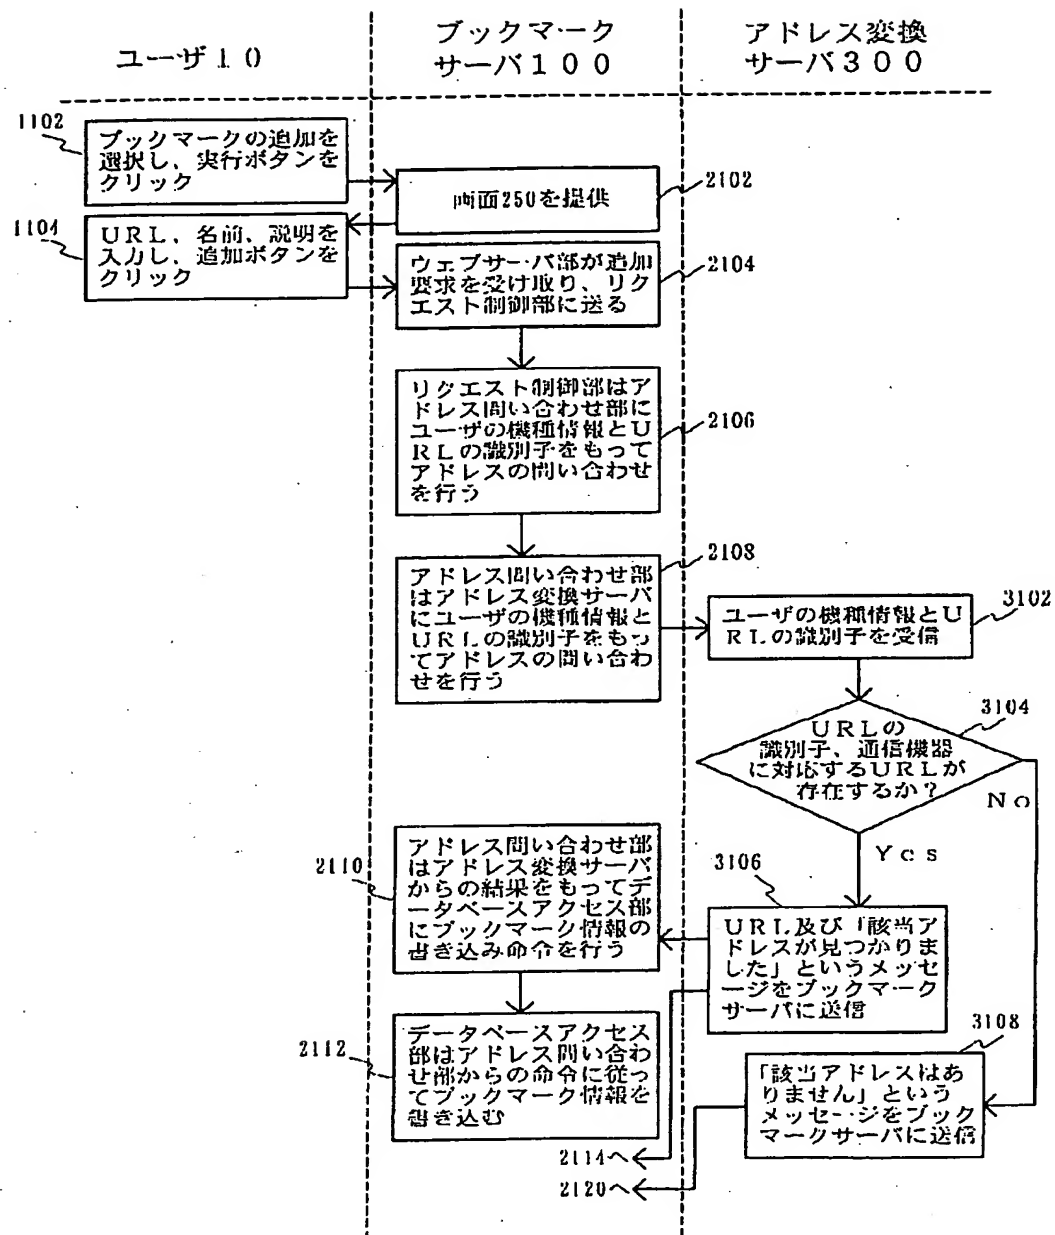 ユーザ10
ブックマーク
サーバ100
アドレス変換
サーバ300
1102
ブックマークの追加を
選択し、実行ボタンを
クリック
画面250を提供
2102
1104
URL、名前、説明を
入力し、追加ボタンを
クリック
ウェブサーバ部が追加
要求を受け取り、リク
エスト制御部に送る
2104
リクエスト制御部はア
ドレス問い合わせ部に
ユーザの機種情報とU
RLの識別子をもって
アドレスの問い合わせ
を行う
2106
アドレス問い合わせ部
はアドレス変換サーバ
にユーザの機種情報と
URLの識別子をもっ
てアドレスの問い合わ
せを行う
2108
ユーザの機種情報とU
RLの識別子を受信
3102
URLの
識別子、通信機器
に対応するURLが
存在するか?
3104
No
Yes
2110
アドレス問い合わせ部
はアドレス変換サーバ
からの結果をもってデ
ータベースアクセス部
にブックマーク情報の
書き込み命令を行う
3106
URL及び「該当ア
ドレスが見つかりま
した」というメッセ
ージをブックマーク
サーバに送信
2112
データベースアクセス
部はアドレス問い合わ
せ部からの命令に従っ
てブックマーク情報を
書き込む
3108
「該当アドレスはあ
りません」という
メッセージをブック
マークサーバに送信
2114へ
2120へ